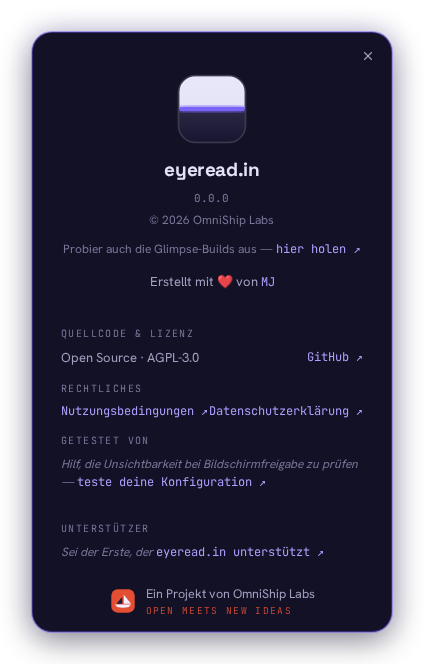 ×
eyeread.in
0.0.0
© 2026 OmniShip Labs
Probier auch die Glimpse-Builds aus — hier holen ↗
Erstellt mit ❤️ von MJ
QUELLCODE & LIZENZ
Open Source · AGPL-3.0 GitHub ↗
RECHTLICHES
Nutzungsbedingungen ↗ Datenschutzerklärung ↗
GETESTET VON
Hilf, die Unsichtbarkeit bei Bildschirmfreigabe zu prüfen
— teste deine Konfiguration ↗
UNTERSTÜTZER
Sei der Erste, der eyeread.in unterstützt ↗
Ein Projekt von OmniShip Labs
OPEN MEETS NEW IDEAS